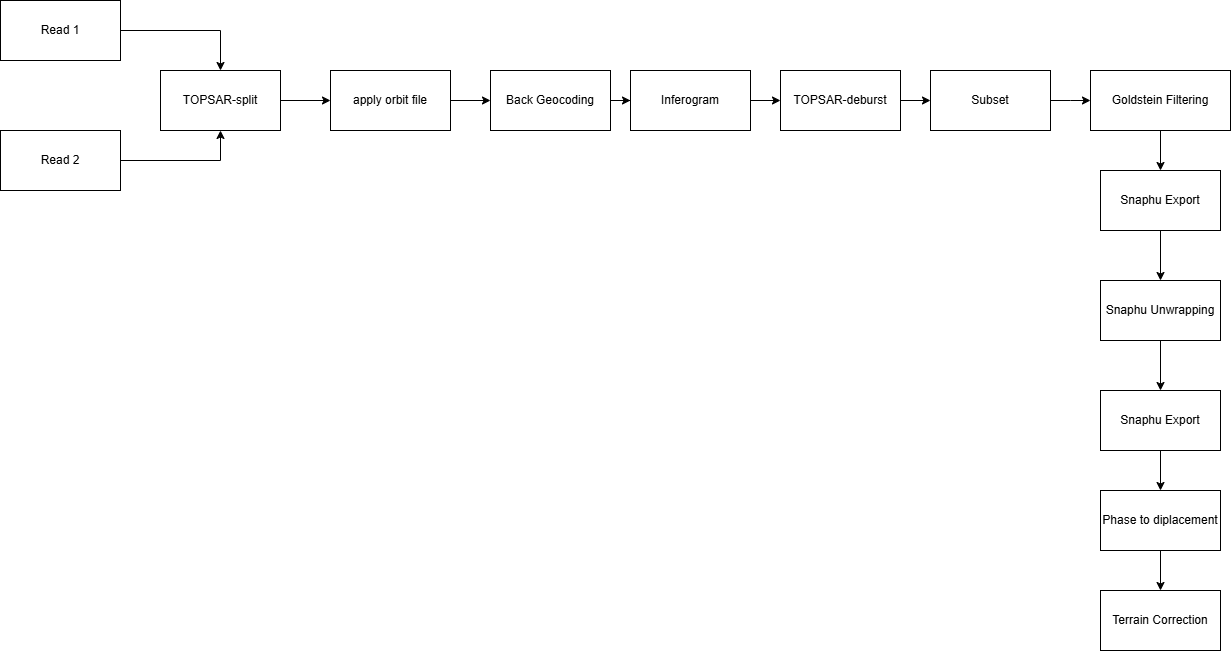 Read 1
TOPSAR-split
apply orbit file
Back Geocoding
Inferogram
TOPSAR-deburst
Subset
Goldstein Filtering
Read 2
Snaphu Export
Snaphu Unwrapping
Snaphu Export
Phase to diplacement
Terrain Correction